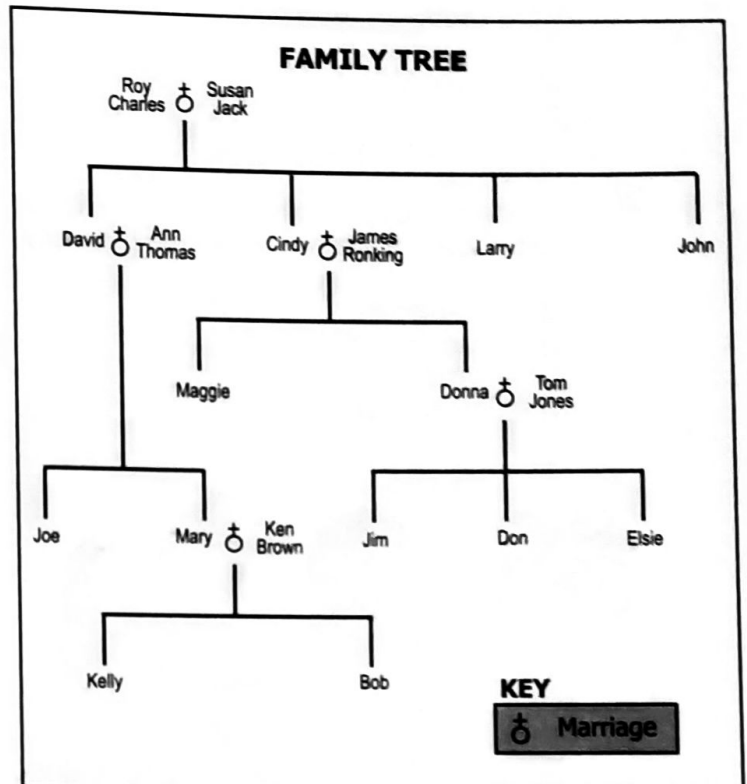 FAMILY TREE
Roy Susan
Charles Jack
David Ann
Thomas
Cindy James
Ronking
Larry
John
Maggie
Donna Tom
Jones
Joe
Mary Ken
Brown
Jim
Don
Elsie
Kelly
Bob
KEY
Marriage